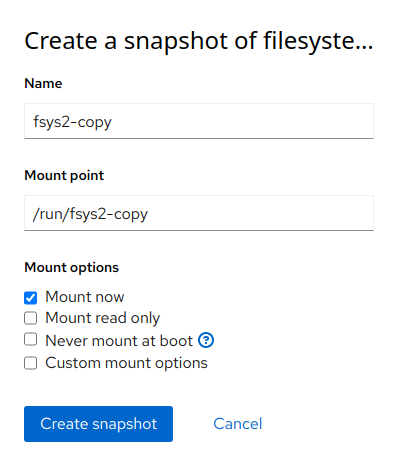 Create a snapshot of filesyste...
Name
fsys2-copy
Mount point
/run/fsys2-copy
Mount options
Mount now
Mount read only
Never mount at boot ?
Custom mount options
Create snapshot Cancel